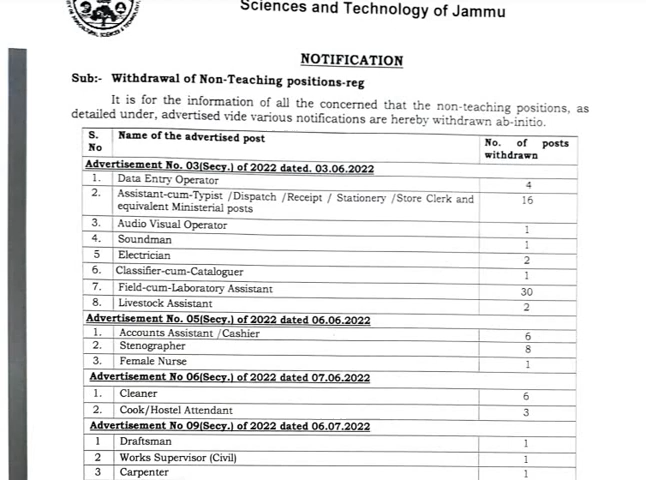 Sciences and Technology of Jammu
NOTIFICATION
Sub:- Withdrawal of Non-Teaching positions-reg
It is for the information of all the concerned that the non-teaching positions, as
detailed under, advertised vide various notifications are hereby withdrawn ab-initio.
S. No Name of the advertised post No. of posts withdrawn
Advertisement No. 03(Secy.) of 2022 dated. 03.06.2022
1. Data Entry Operator 4
2. Assistant-cum-Typist /Dispatch /Receipt / Stationery /Store Clerk and 16
equivalent Ministerial posts
3. Audio Visual Operator 1
4. Soundman 1
5 Electrician 2
6. Classifier-cum-Cataloguer 1
7. Field-cum-Laboratory Assistant 30
8. Livestock Assistant 2
Advertisement No. 05(Secy.) of 2022 dated 06.06.2022
1. Accounts Assistant /Cashier 6
2. Stenographer 8
3. Female Nurse 1
Advertisement No 06(Secy.) of 2022 dated 07.06.2022
1. Cleaner 6
2. Cook/Hostel Attendant 3
Advertisement No 09(Secy.) of 2022 dated 06.07.2022
1 Draftsman 1
2 Works Supervisor (Civil) 1
3 Carpenter 1